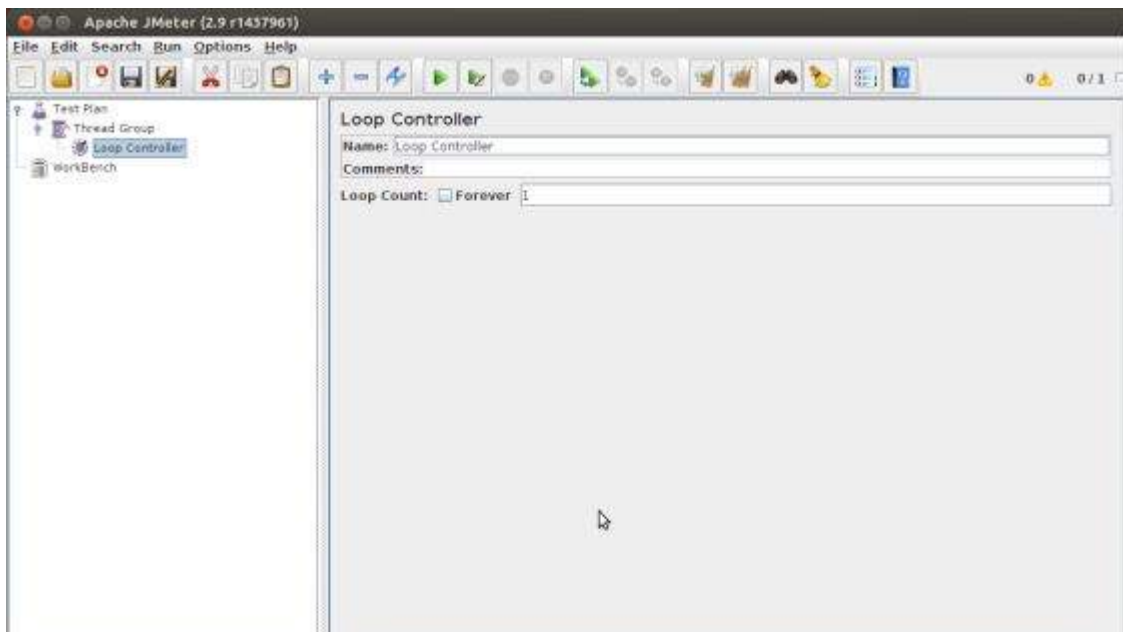 Apache JMeter (2.9 r1437961)
File Edit Search Run Options Help
0 0 / 1
Test Plan
Thread Group
Loop Controller
WorkBench
Loop Controller
Name: Loop Controller
Comments:
Loop Count: Forever 1